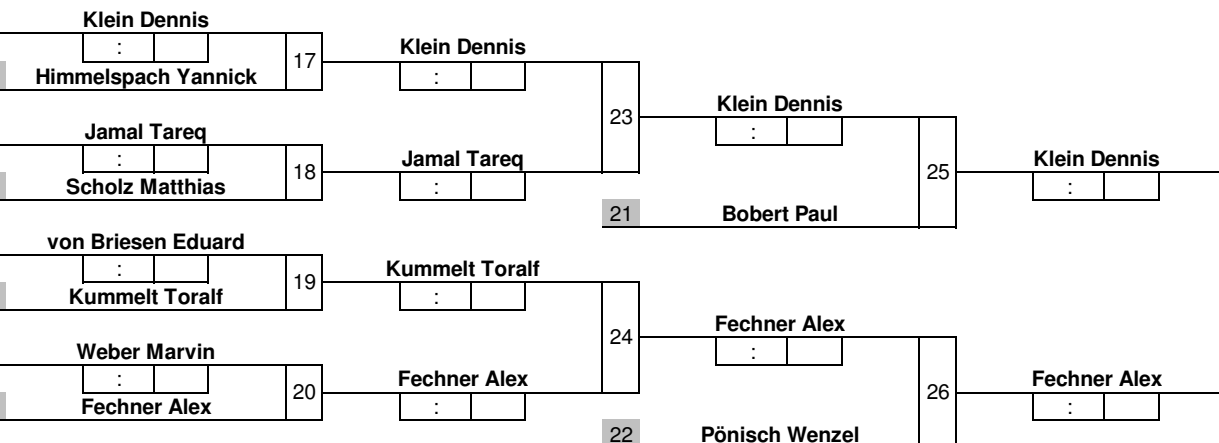 Klein Dennis
:
17
Himmelspach Yannick
Klein Dennis
:
23
Klein Dennis
:
Jamal Tareq
:
18
Scholz Matthias
Jamal Tareq
:
25
Klein Dennis
:
21 Bobert Paul
von Briesen Eduard
:
19
Kummelt Toralf
Kummelt Toralf
:
24
Fechner Alex
:
Weber Marvin
:
20
Fechner Alex
Fechner Alex
:
26
Fechner Alex
:
22 Pönisch Wenzel